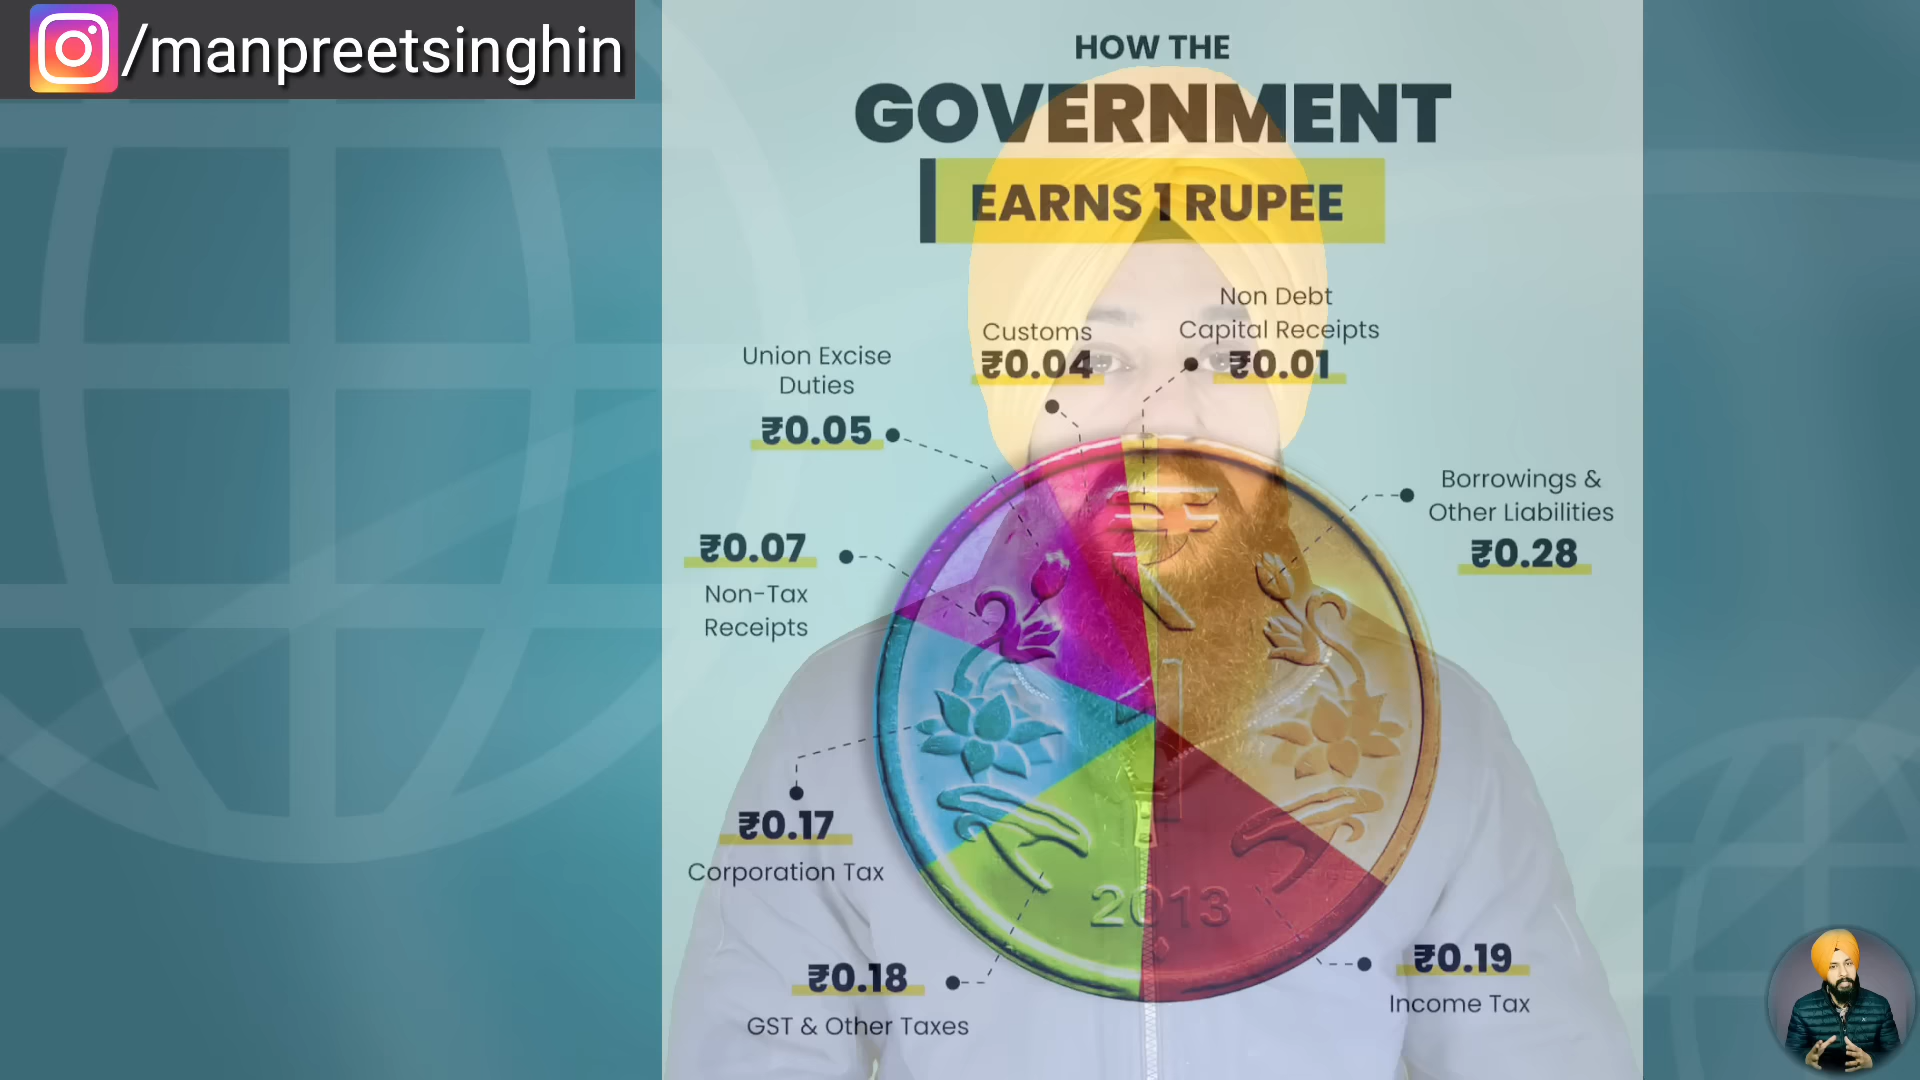 /manpreetsinghin
HOW THE
GOVERNMENT
EARNS 1 RUPEE
Non Debt
Capital Receipts
₹0.01
Customs
₹0.04
Union Excise
Duties
₹0.05
Borrowings &
Other Liabilities
₹0.28
₹0.07
Non-Tax
Receipts
₹0.17
Corporation Tax
2013
₹0.19
Income Tax
₹0.18
GST & Other Taxes